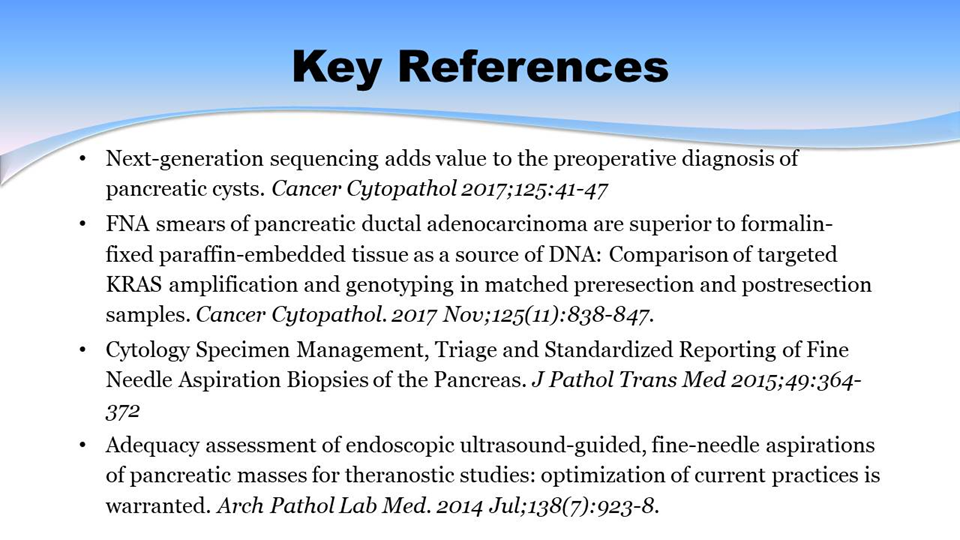 Key References
• Next-generation sequencing adds value to the preoperative diagnosis of
pancreatic cysts. Cancer Cytopathol 2017;125:41-47
• FNA smears of pancreatic ductal adenocarcinoma are superior to formalin-
fixed paraffin-embedded tissue as a source of DNA: Comparison of targeted
KRAS amplification and genotyping in matched preresection and postresection
samples. Cancer Cytopathol. 2017 Nov;125(11):838-847.
• Cytology Specimen Management, Triage and Standardized Reporting of Fine
Needle Aspiration Biopsies of the Pancreas. J Pathol Trans Med 2015;49:364-
372
• Adequacy assessment of endoscopic ultrasound-guided, fine-needle aspirations
of pancreatic masses for theranostic studies: optimization of current practices is
warranted. Arch Pathol Lab Med. 2014 Jul;138(7):923-8.